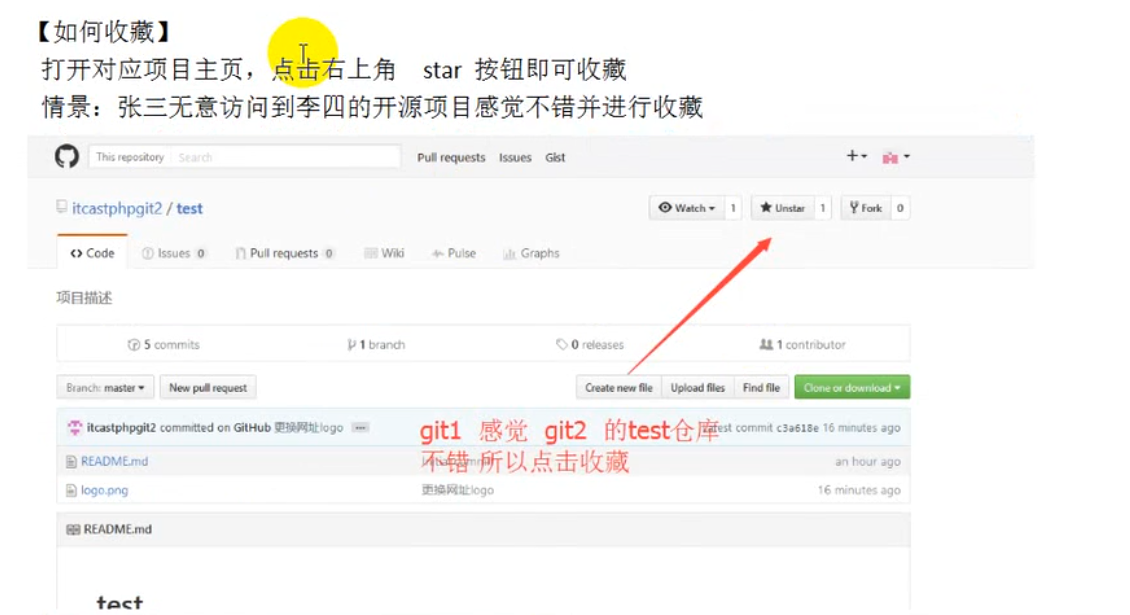 【如何收藏】
打开对应项目主页，点击右上角 star 按钮即可收藏
情景：张三无意访问到李四的开源项目感觉不错并进行收藏
This repository Search Pull requests Issues Gist
itcastphpgit2 / test Watch 1 Unstar 1 Fork 0
Code Issues 0 Pull requests 0 Wiki Pulse Graphs
项目描述
5 commits 1 branch 0 releases 1 contributor
Branch: master New pull request Create new file Upload files Find file Clone or download
itcastphpgit2 committed on GitHub 更换网址logo Latest commit c3a618e 16 minutes ago
git1 感觉 git2 的test仓库
不错 所以点击收藏
README.md an hour ago
logo.png 更换网址logo 16 minutes ago
README.md
test